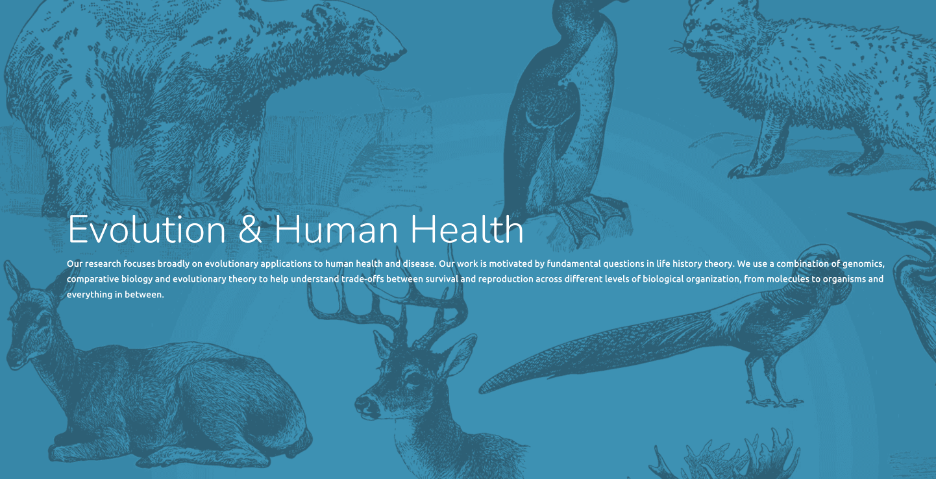 Evolution & Human Health
Our research focuses broadly on evolutionary applications to human health and disease. Our work is motivated by fundamental questions in life history theory. We use a combination of genomics,
comparative biology and evolutionary theory to help understand trade-offs between survival and reproduction across different levels of biological organization, from molecules to organisms and
everything in between.